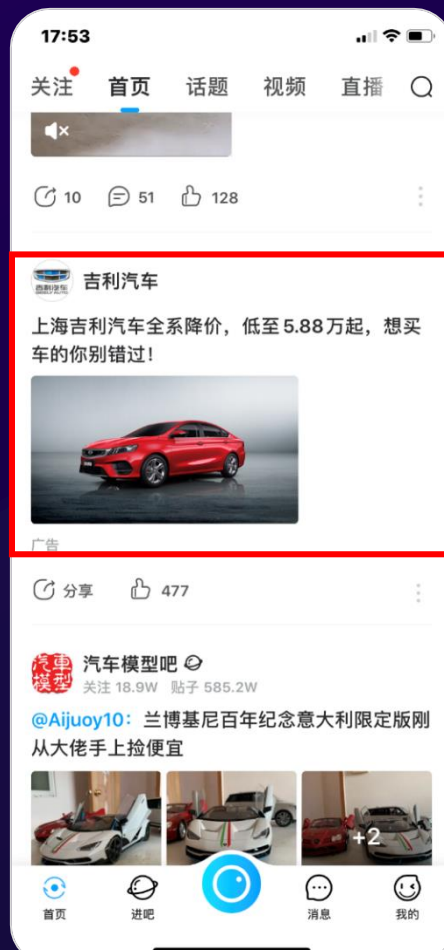 17:53
关注 首页 话题 视频 直播
10 51 128
吉利汽车
上海吉利汽车全系降价，低至5.88万起，想买
车的你别错过！
广告
分享 477
汽车模型吧
关注 18.9W 贴子 585.2W
@Aijuoy10：兰博基尼百年纪念意大利限定版刚
从大佬手上捡便宜
+2
首页 进吧 消息 我的